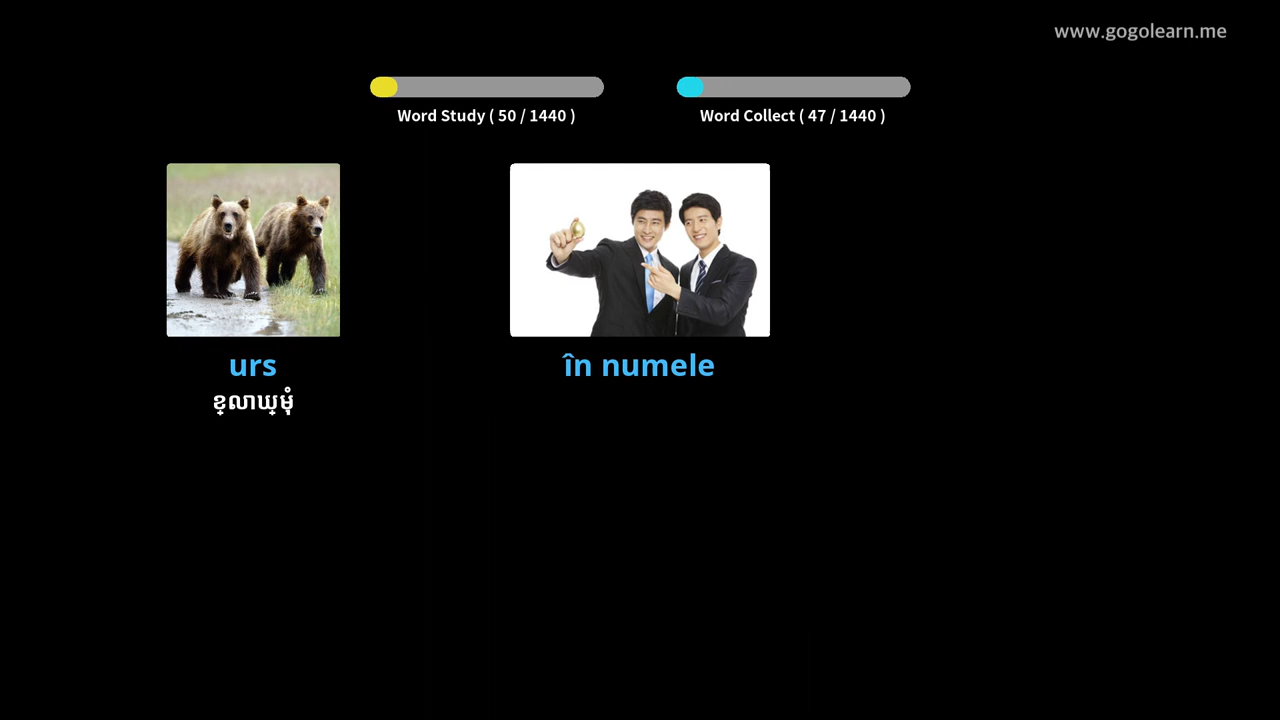 www.gogolearn.me
Word Study ( 50 / 1440 )
Word Collect ( 47 / 1440 )
urs
ខ្លាឃ្មុំ
în numele